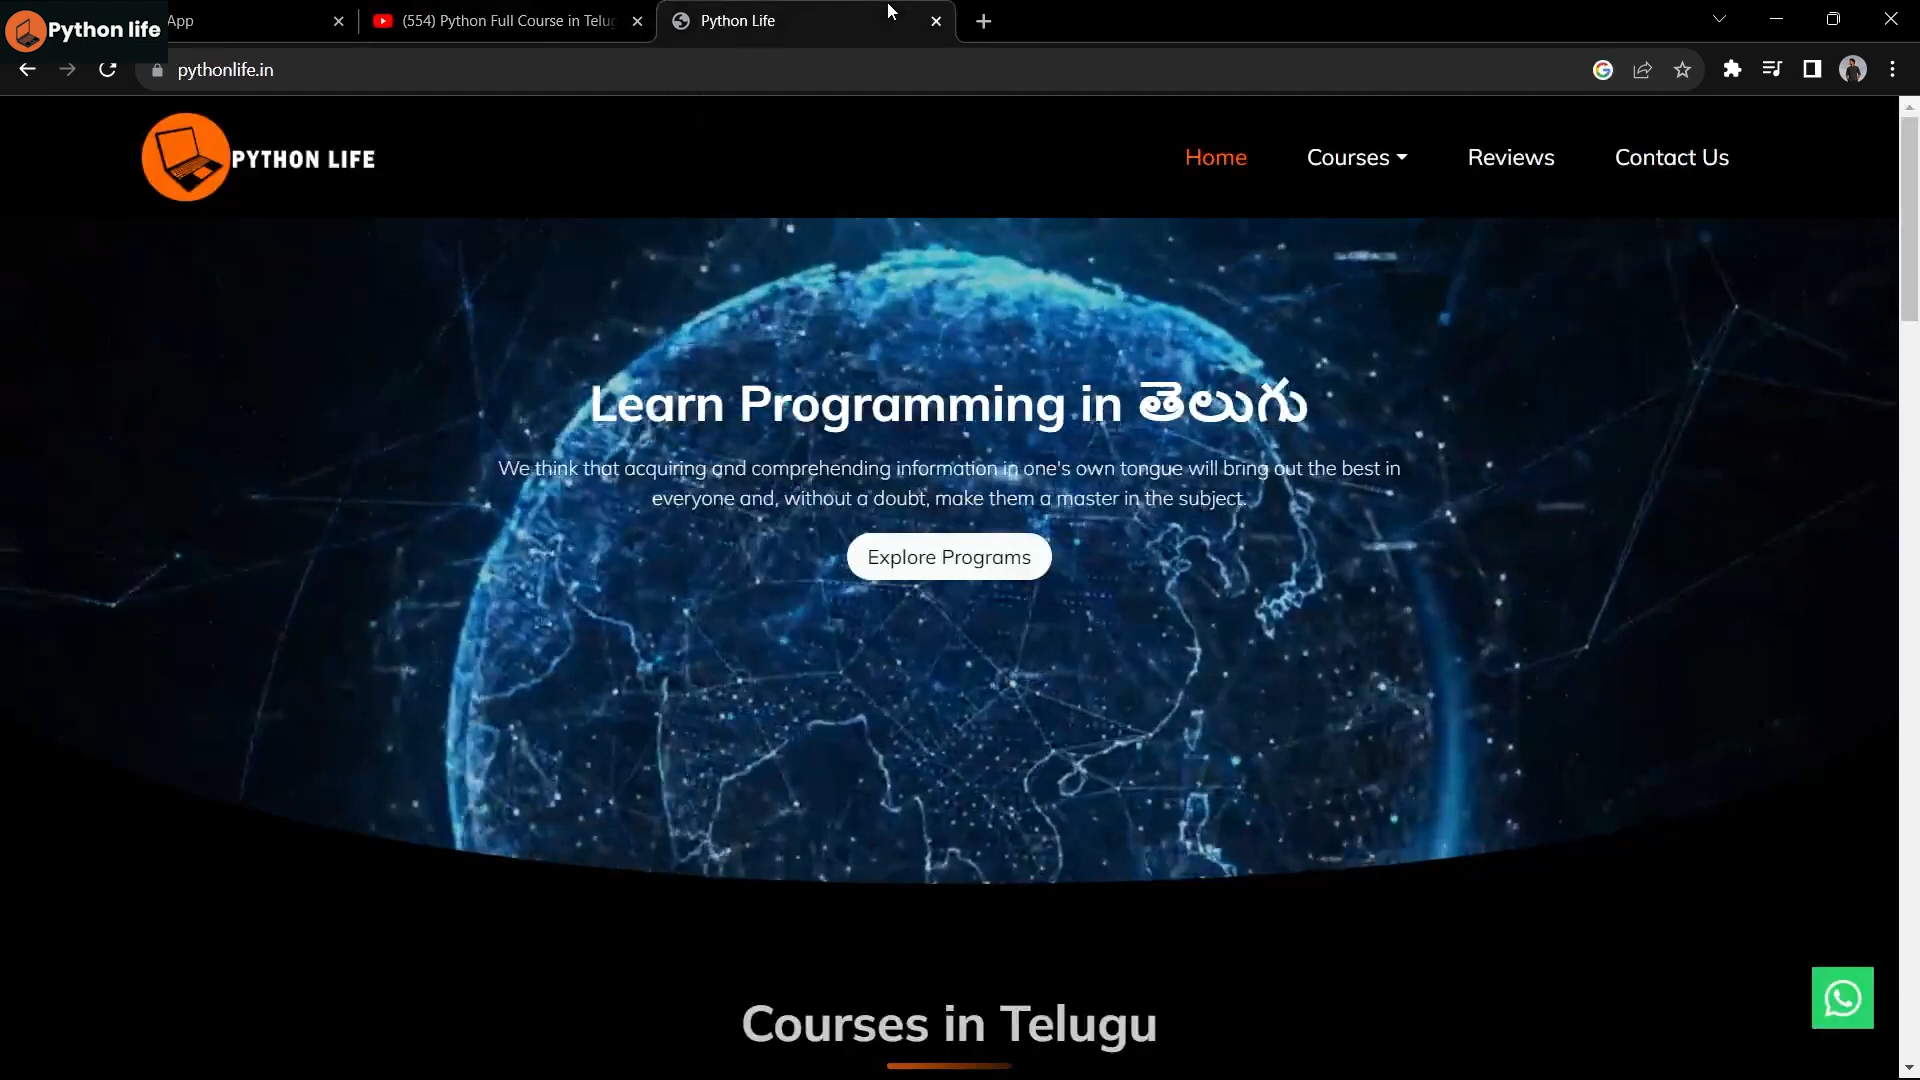 Python life
App
(554) Python Full Course in Telu
Python Life
pythonlife.in
PYTHON LIFE
Home
Courses
Reviews
Contact Us
Learn Programming in తెలుగు
We think that acquiring and comprehending information in one's own tongue will bring out the best in
everyone and, without a doubt, make them a master in the subject.
Explore Programs
Courses in Telugu